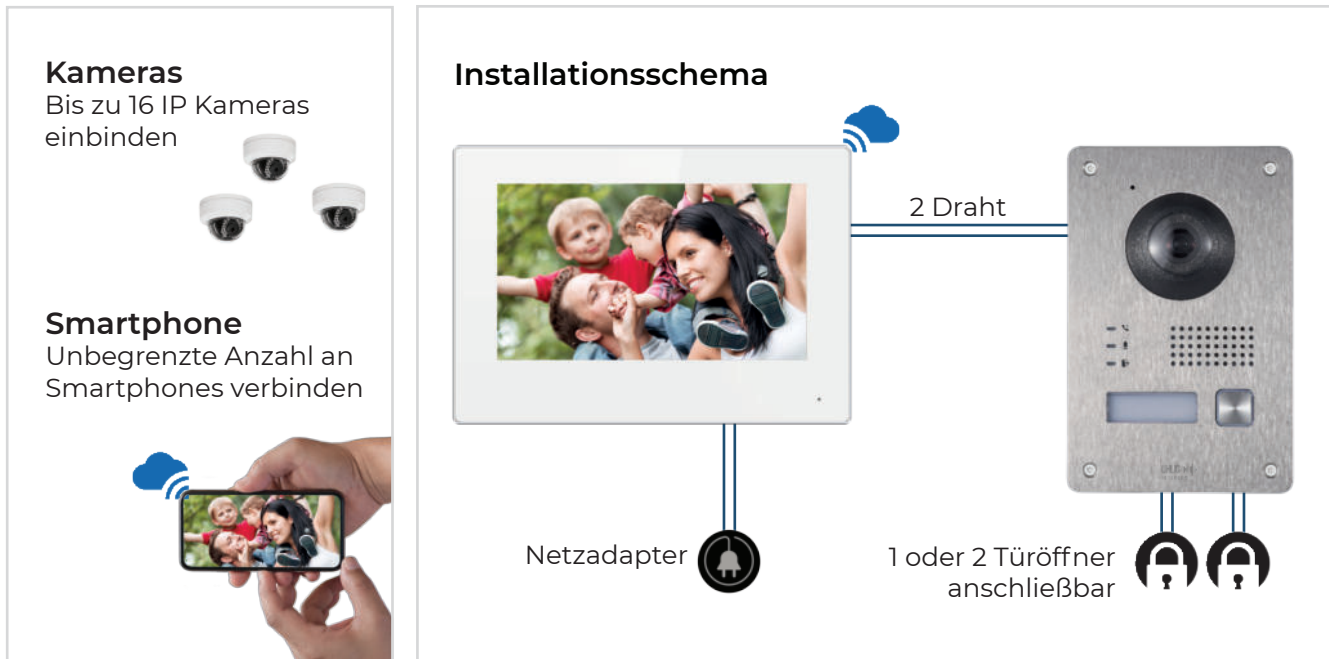 Kameras
Bis zu 16 IP Kameras
einbinden
Smartphone
Unbegrenzte Anzahl an
Smartphones verbinden
Installationsschema
2 Draht
Netzadapter
1 oder 2 Türöffner
anschließbar